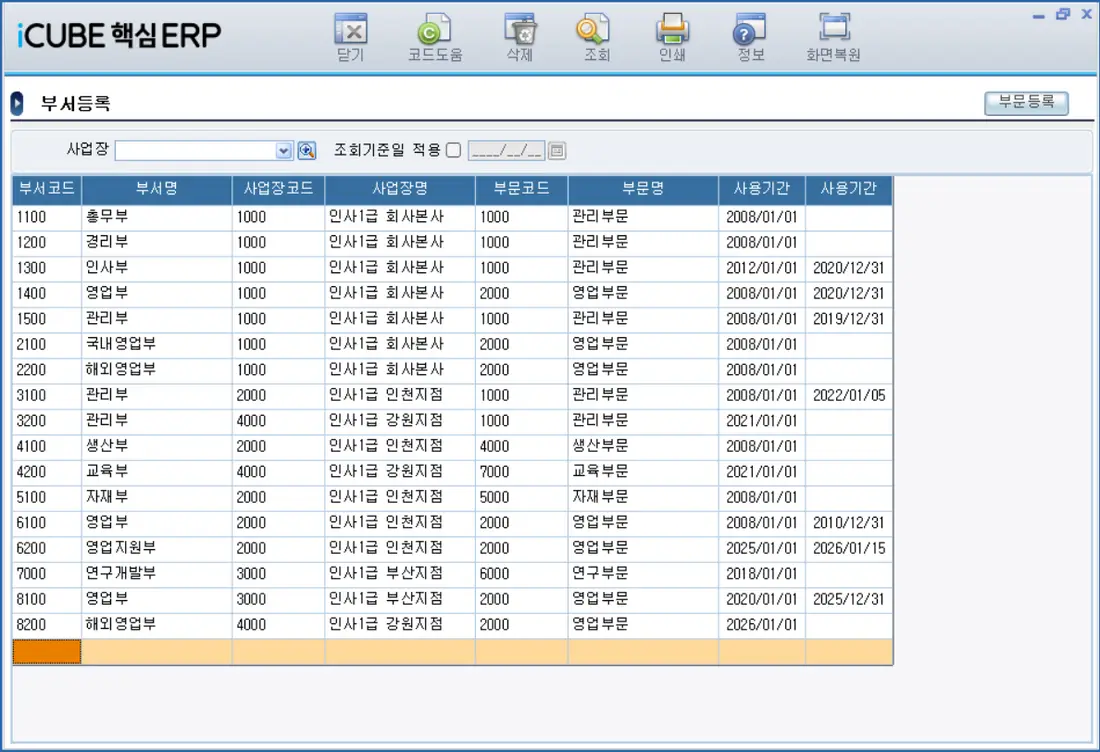 iCUBE 핵심 ERP
닫기 코드도움 삭제 조회 인쇄 정보 화면복원
부서등록 부문등록
사업장 조회기준일 적용 ____/__/__
부서코드 부서명 사업장코드 사업장명 부문코드 부문명 사용기간 사용기간
1100 총무부 1000 인사1급 회사본사 1000 관리부문 2008/01/01
1200 경리부 1000 인사1급 회사본사 1000 관리부문 2008/01/01
1300 인사부 1000 인사1급 회사본사 1000 관리부문 2012/01/01 2020/12/31
1400 영업부 1000 인사1급 회사본사 2000 영업부문 2008/01/01 2020/12/31
1500 관리부 1000 인사1급 회사본사 1000 관리부문 2008/01/01 2019/12/31
2100 국내영업부 1000 인사1급 회사본사 2000 영업부문 2008/01/01
2200 해외영업부 1000 인사1급 회사본사 2000 영업부문 2008/01/01
3100 관리부 2000 인사1급 인천지점 1000 관리부문 2008/01/01 2022/01/05
3200 관리부 4000 인사1급 강원지점 1000 관리부문 2021/01/01
4100 생산부 2000 인사1급 인천지점 4000 생산부문 2008/01/01
4200 교육부 4000 인사1급 강원지점 7000 교육부문 2021/01/01
5100 자재부 2000 인사1급 인천지점 5000 자재부문 2008/01/01
6100 영업부 2000 인사1급 인천지점 2000 영업부문 2008/01/01 2010/12/31
6200 영업지원부 2000 인사1급 인천지점 2000 영업부문 2025/01/01 2026/01/15
7000 연구개발부 3000 인사1급 부산지점 6000 연구부문 2018/01/01
8100 영업부 3000 인사1급 부산지점 2000 영업부문 2020/01/01 2025/12/31
8200 해외영업부 4000 인사1급 강원지점 2000 영업부문 2026/01/01